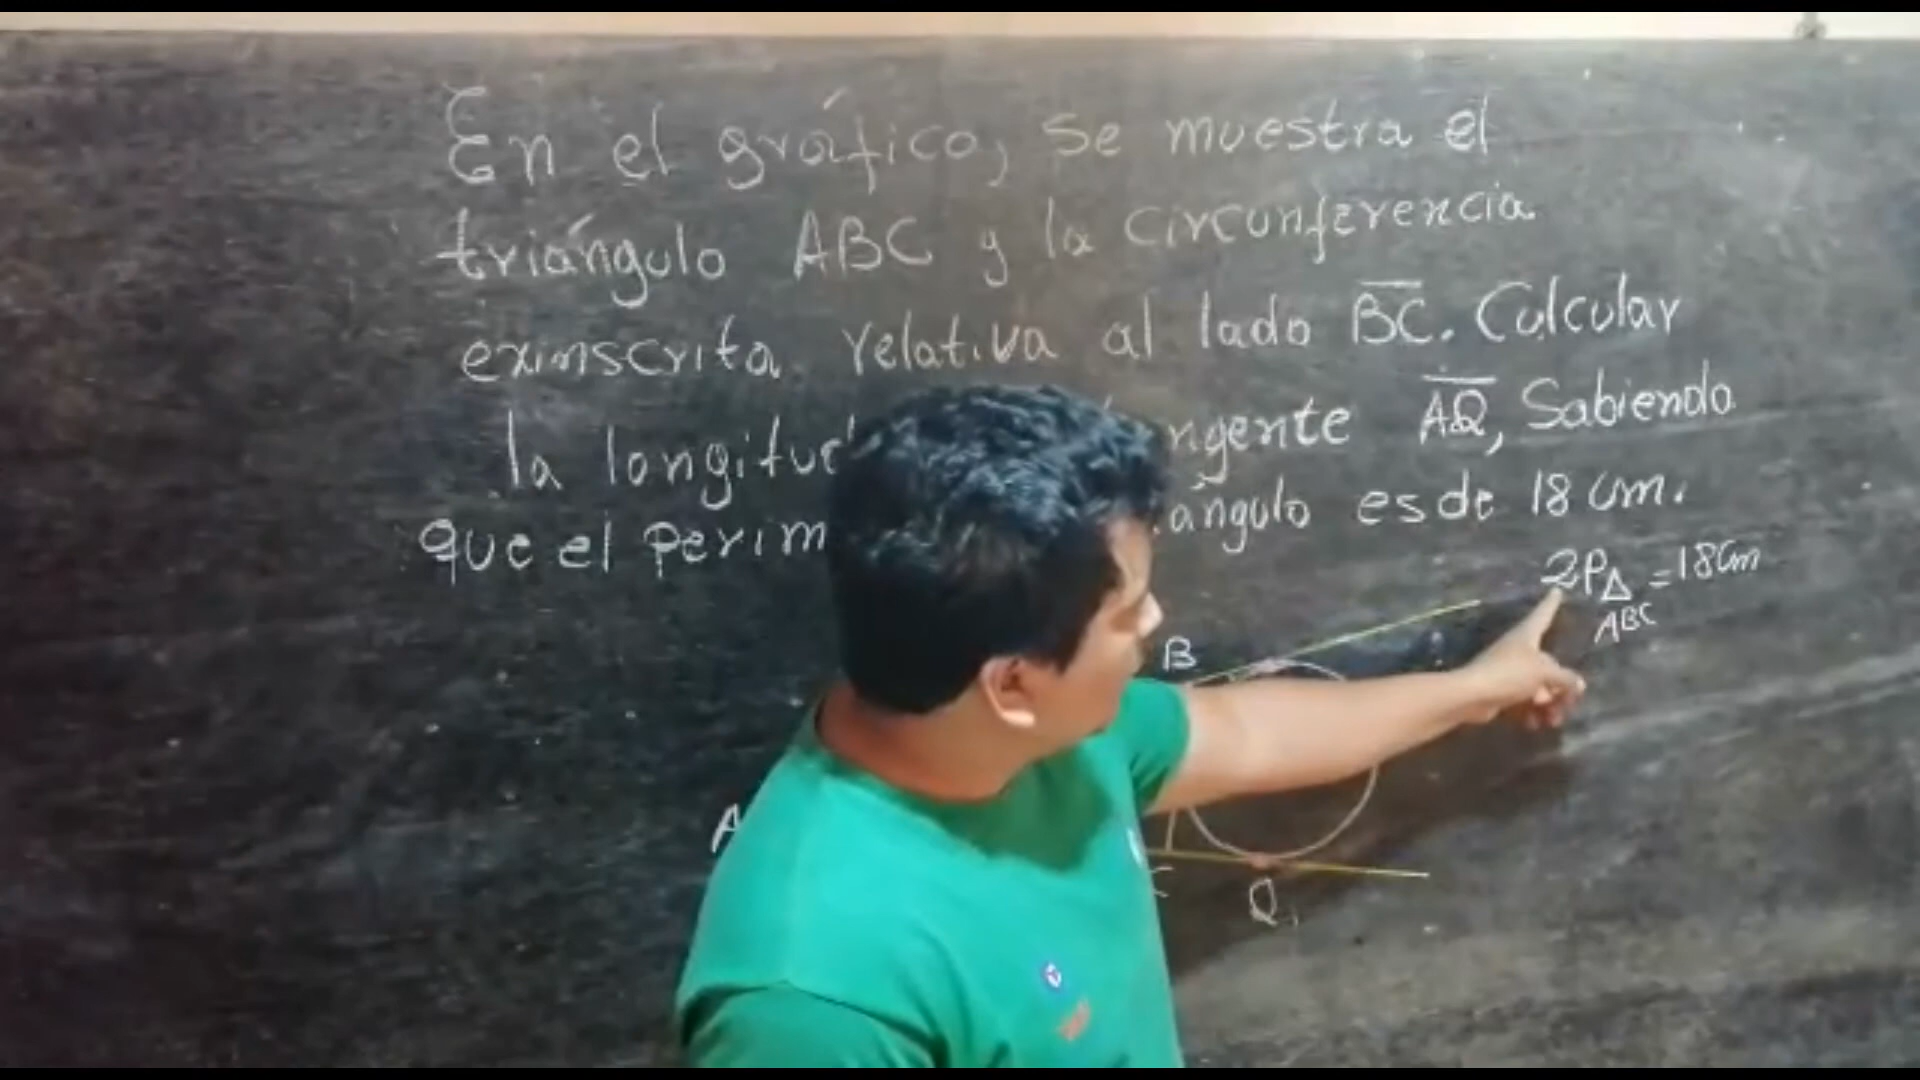 En el gráfico, se muestra el
triángulo ABC y la circunferencia
exinscrita relativa al lado BC. Calcular
la longitud ngente AQ, Sabiendo
que el perim ángulo es de 18 cm.
2P△ = 18cm
ABC
B
A
C
Q